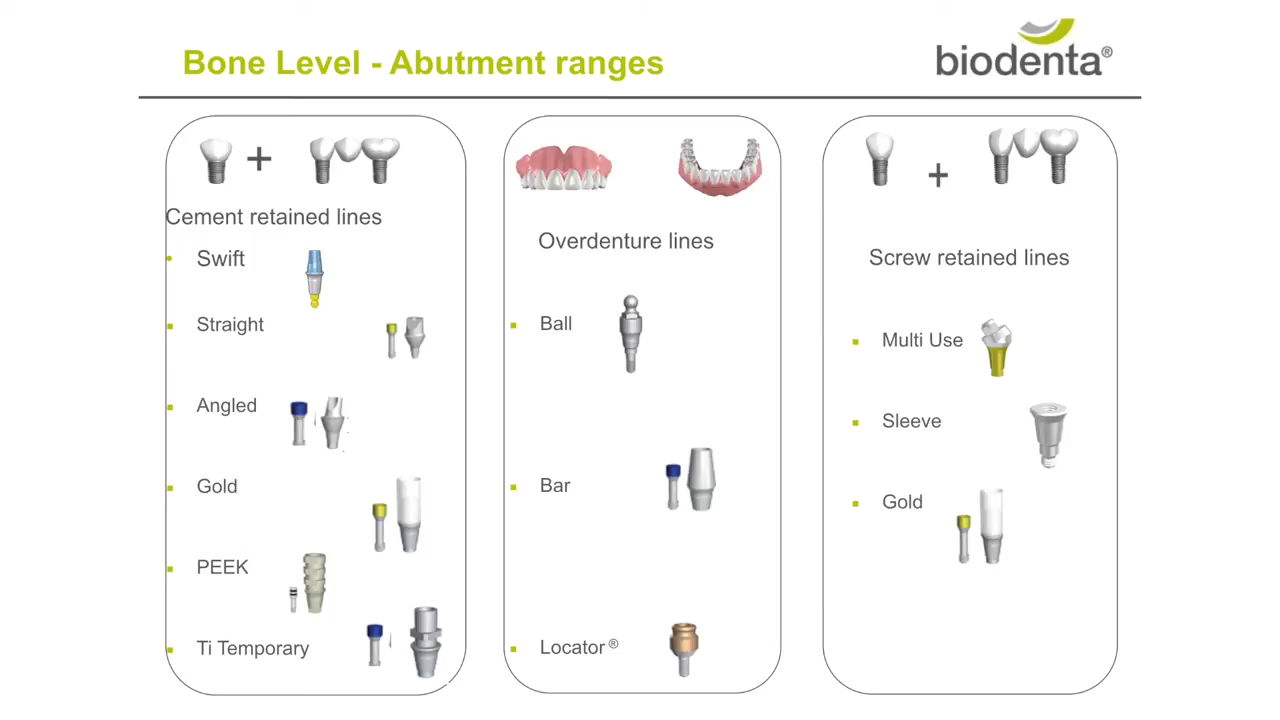 Bone Level - Abutment ranges
biodenta®
Cement retained lines
• Swift
▪ Straight
▪ Angled
▪ Gold
▪ PEEK
▪ Ti Temporary
Overdenture lines
▪ Ball
▪ Bar
▪ Locator ®
Screw retained lines
▪ Multi Use
▪ Sleeve
▪ Gold